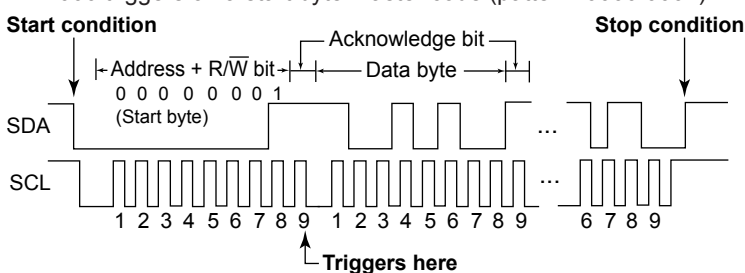 Start condition
Stop condition
Acknowledge bit
Address + R/W̅ bit
Data byte
0 0 0 0 0 0 0 1
(Start byte)
SDA
...
SCL
...
1 2 3 4 5 6 7 8 9 1 2 3 4 5 6 7 8 9 6 7 8 9
Triggers here